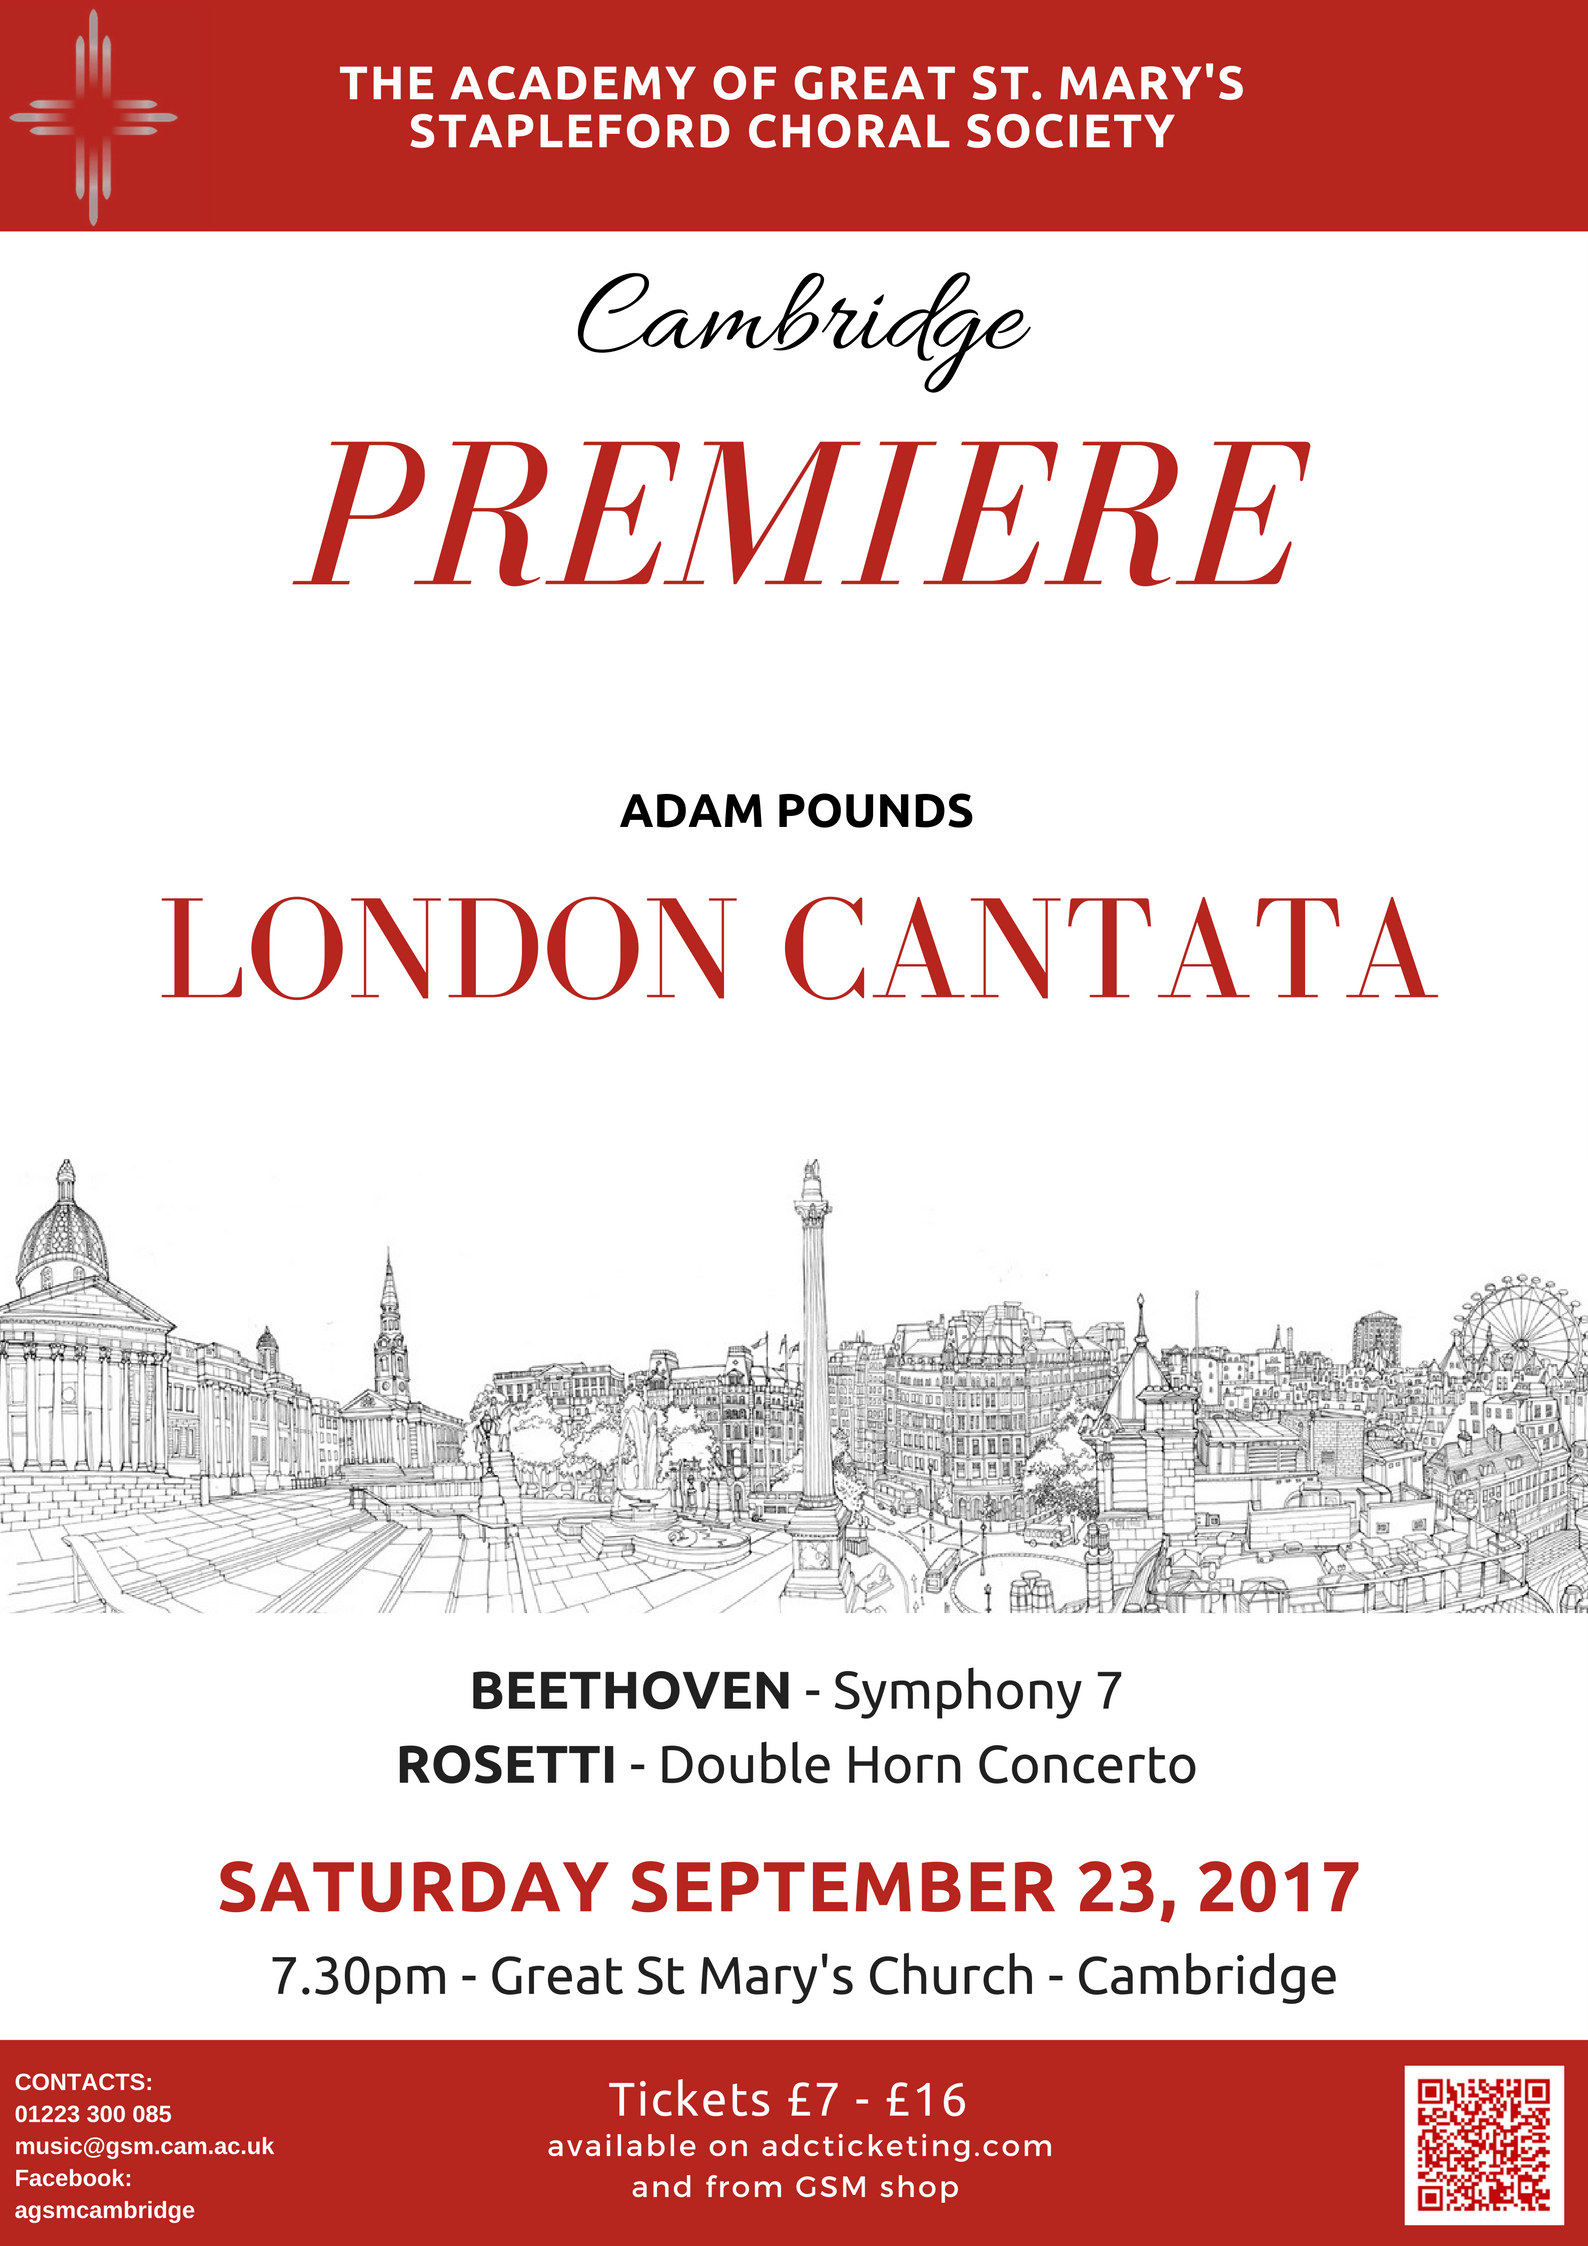 THE ACADEMY OF GREAT ST. MARY'S
STAPLEFORD CHORAL SOCIETY
Cambridge
PREMIERE
ADAM POUNDS
LONDON CANTATA
BEETHOVEN - Symphony 7
ROSETTI - Double Horn Concerto
SATURDAY SEPTEMBER 23, 2017
7.30pm - Great St Mary's Church - Cambridge
CONTACTS:
01223 300 085
music@gsm.cam.ac.uk
Facebook:
agsmcambridge
Tickets £7 - £16
available on adcticketing.com
and from GSM shop